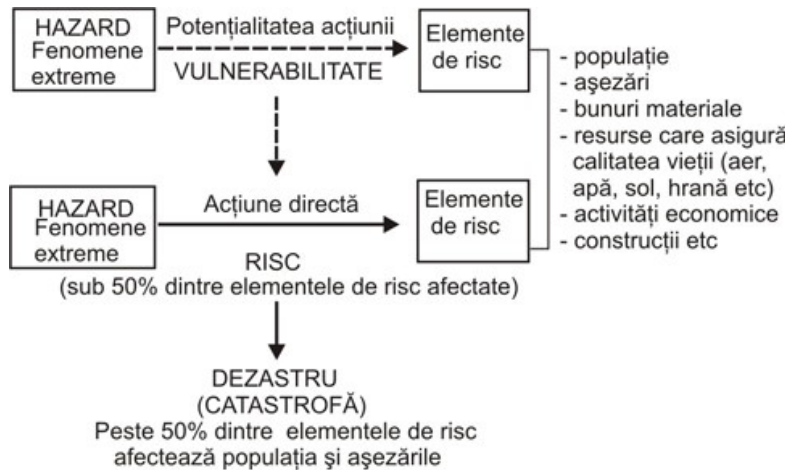 HAZARD
Fenomene
extreme
Potențialitatea acțiunii
VULNERABILITATE
Elemente
de risc
- populație
- așezări
- bunuri materiale
- resurse care asigură
calitatea vieții (aer,
apă, sol, hrană etc)
- activități economice
- construcții etc
HAZARD
Fenomene
extreme
Acțiune directă
Elemente
de risc
RISC
(sub 50% dintre elementele de risc afectate)
DEZASTRU
(CATASTROFĂ)
Peste 50% dintre elementele de risc
afectează populația şi aşezările